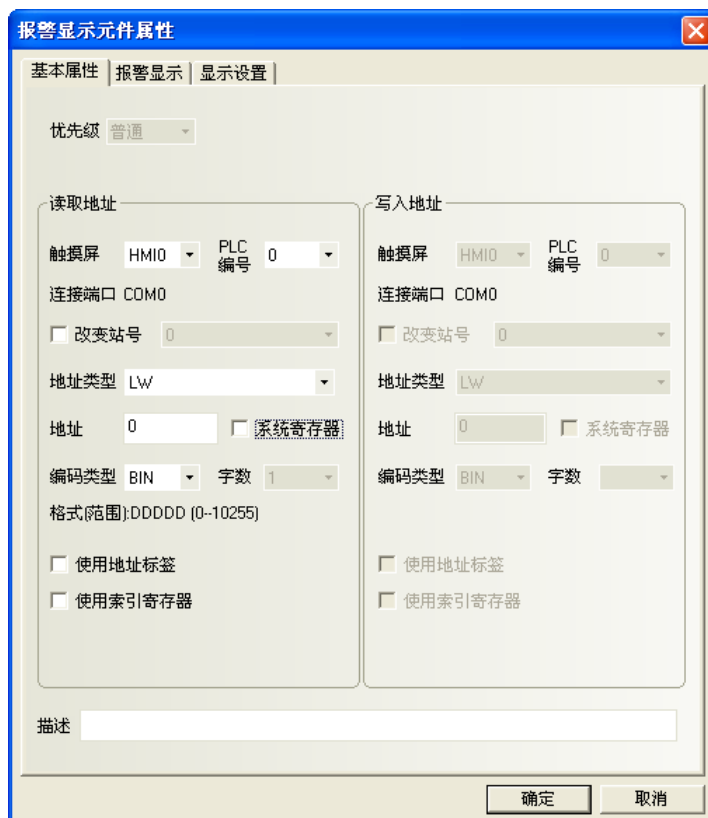 报警显示元件属性
基本属性 报警显示 显示设置
优先级 普通
读取地址
触摸屏 HMI0 PLC编号 0
连接端口 COM0
改变站号 0
地址类型 LW
地址 0 系统寄存器
编码类型 BIN 字数 1
格式(范围):DDDDD (0--10255)
使用地址标签
使用索引寄存器
写入地址
触摸屏 HMI0 PLC编号 0
连接端口 COM0
改变站号 0
地址类型 LW
地址 0 系统寄存器
编码类型 BIN 字数
使用地址标签
使用索引寄存器
描述
确定 取消